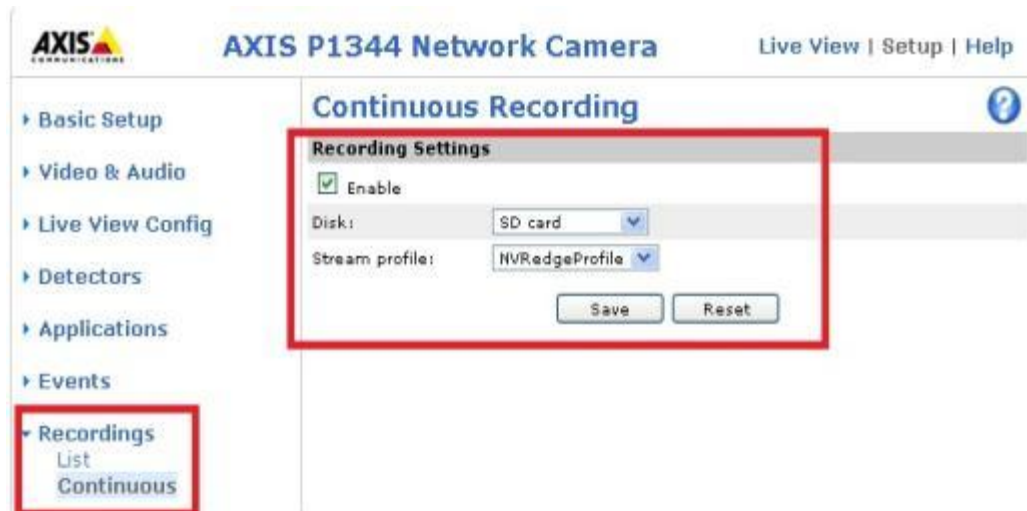 AXIS
COMMUNICATIONS
AXIS P1344 Network Camera
Live View | Setup | Help
Basic Setup
Video & Audio
Live View Config
Detectors
Applications
Events
Recordings
List
Continuous
Continuous Recording
?
Recording Settings
Enable
Disk: SD card
Stream profile: NVRedgeProfile
Save Reset